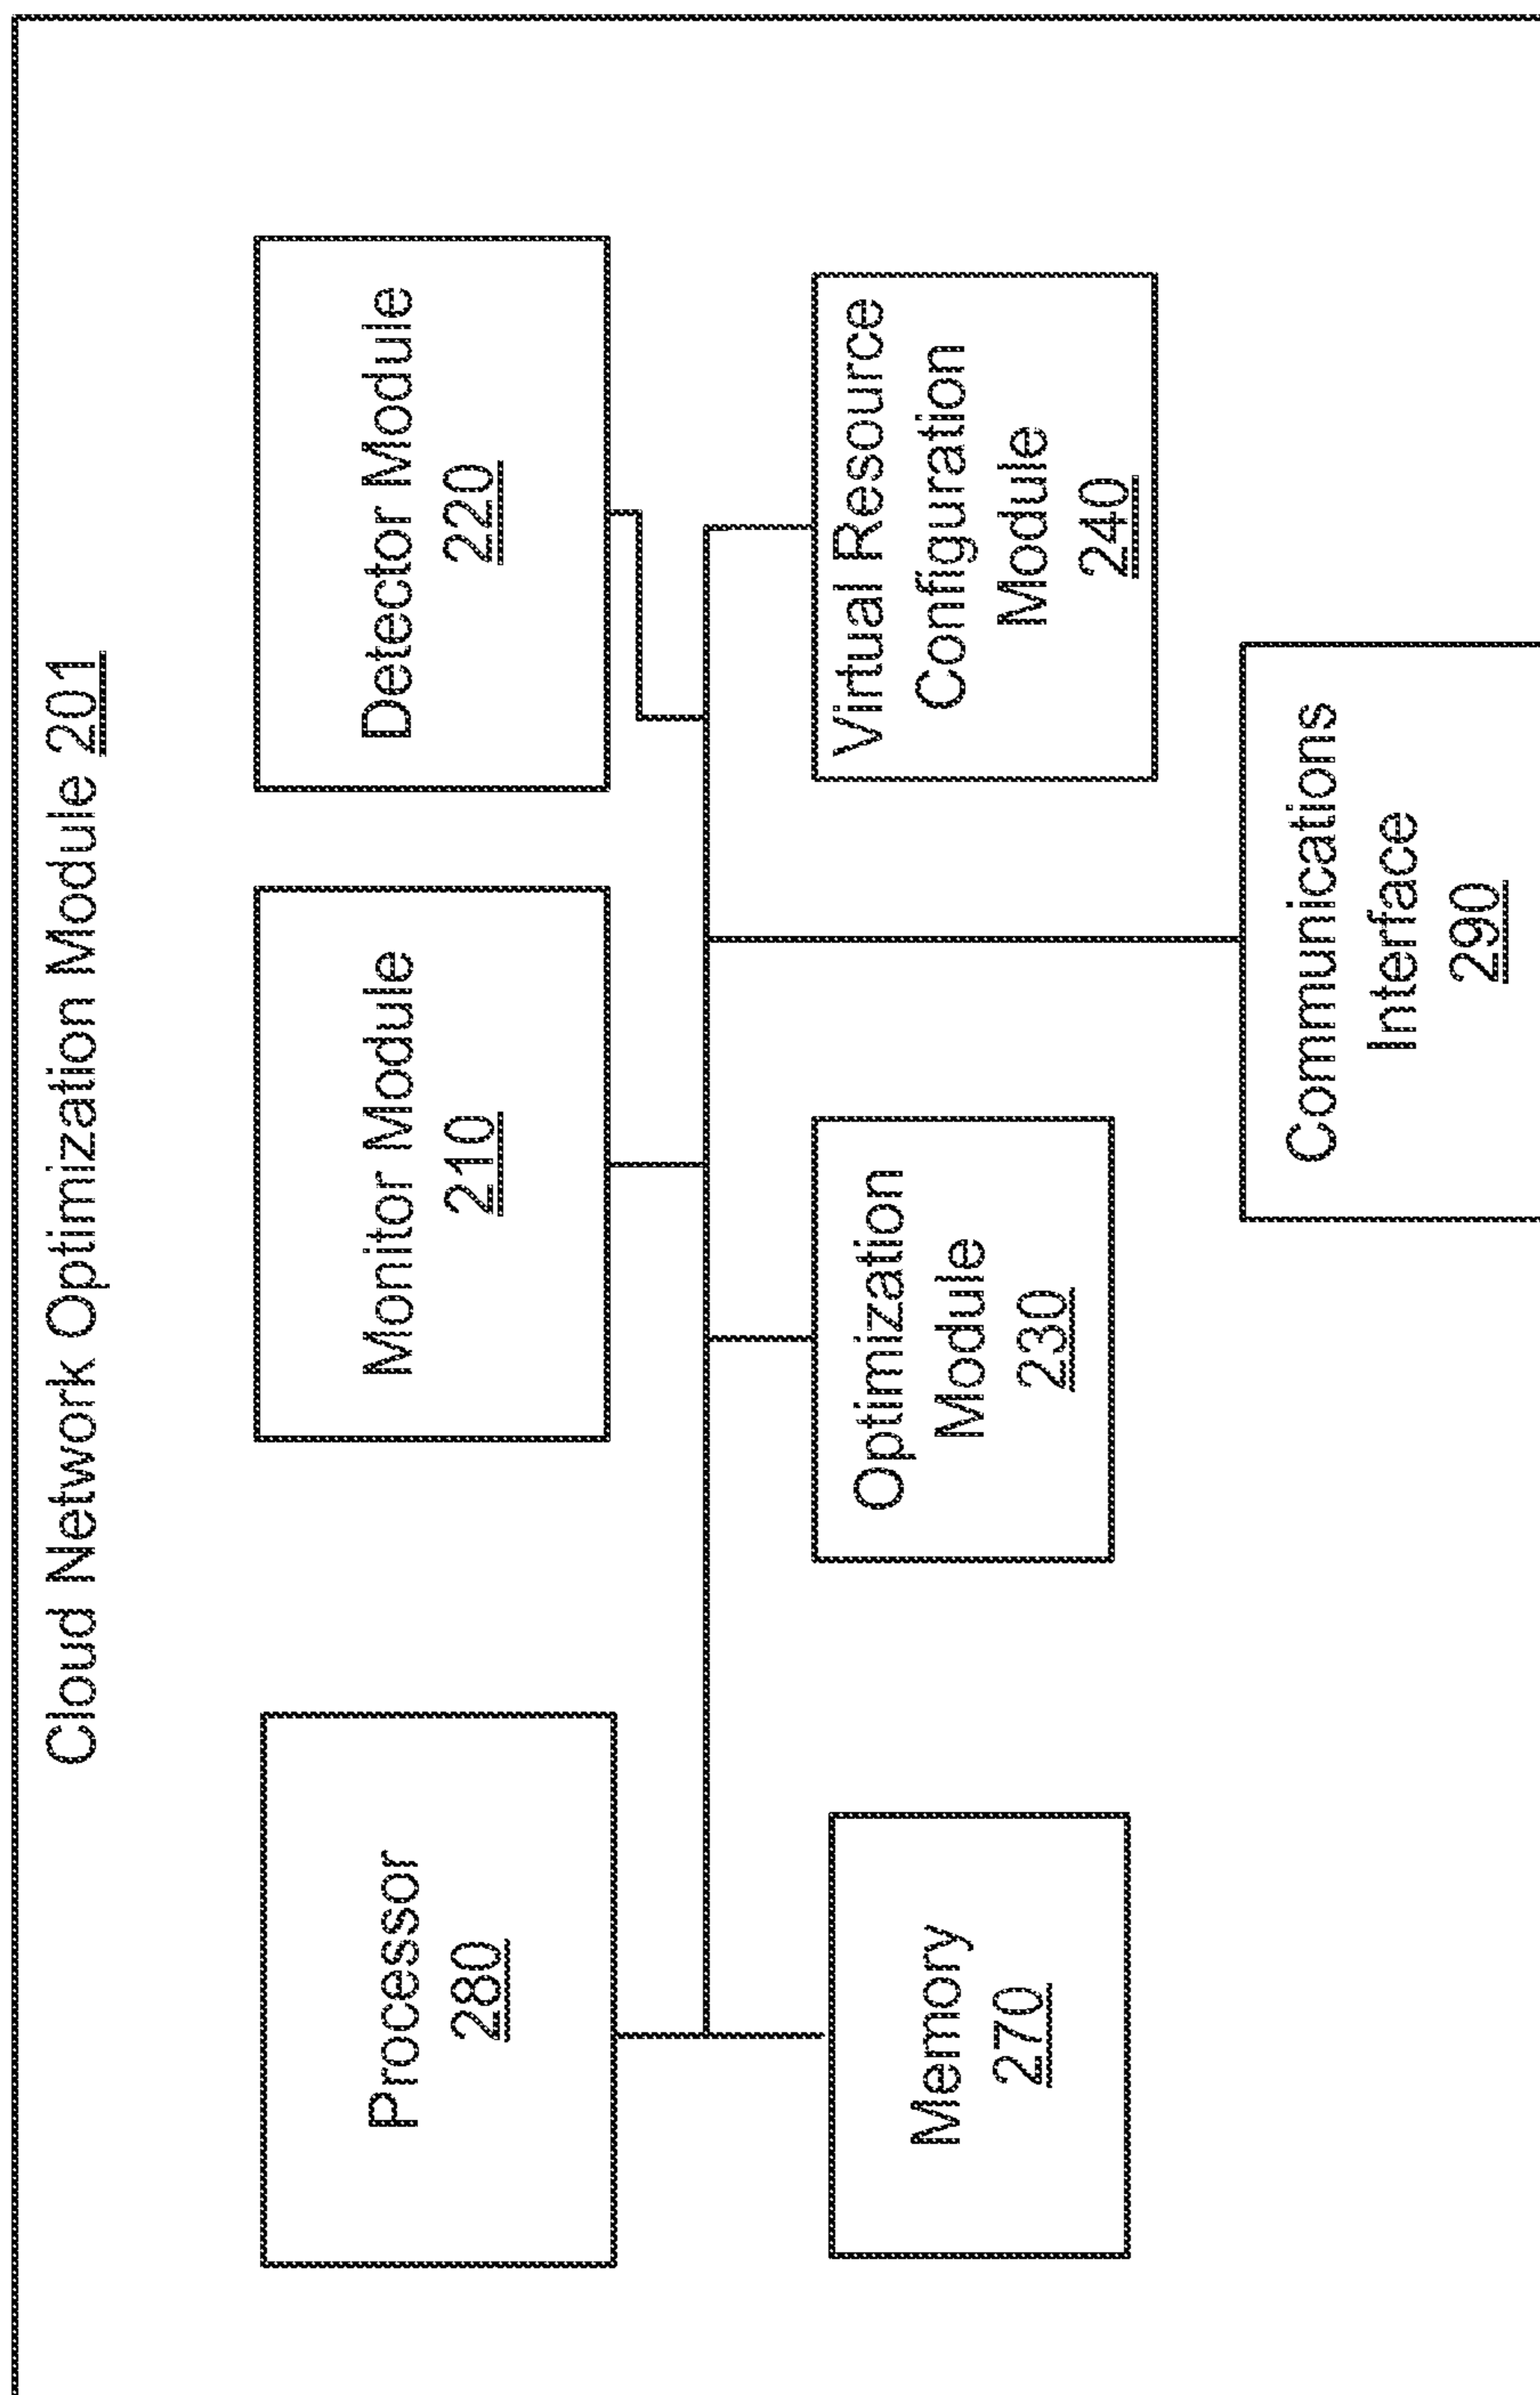 Cloud Network Optimization Module 201
Processor
280
Monitor Module
210
Detector Module
220
Memory
270
Optimization
Module
230
Virtual Resource
Configuration
Module
240
Communications
Interface
290